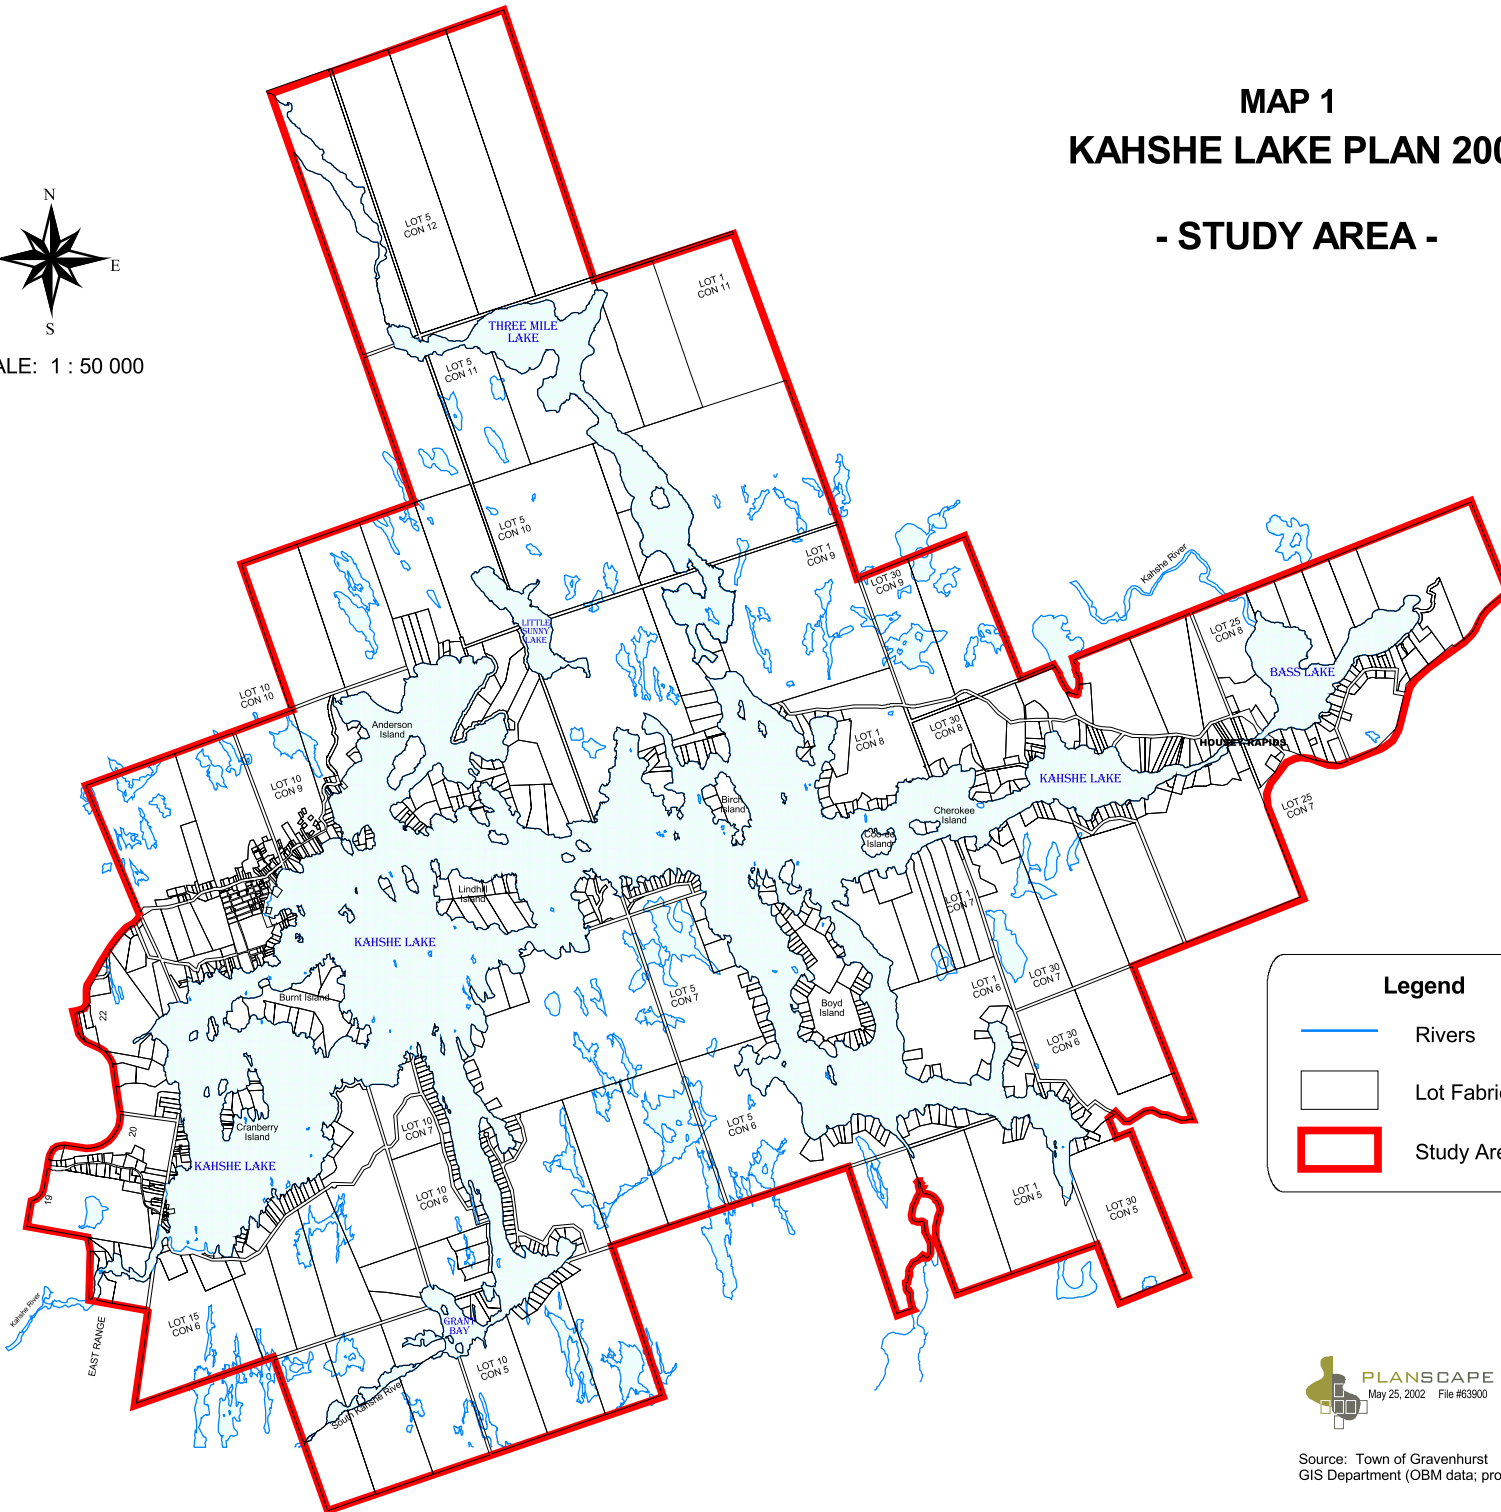 MAP 1
KAHSHE LAKE PLAN 200
- STUDY AREA -
N
E
S
ALE: 1 : 50 000
LOT 5
CON 12
LOT 1
CON 11
THREE MILE
LAKE
LOT 5
CON 11
LOT 5
CON 10
LOT 1
CON 9
LOT 30
CON 9
Kahshe River
LITTLE
SUNNY
LAKE
LOT 25
CON 8
BASS LAKE
LOT 10
CON 10
Anderson
Island
LOT 1
CON 8
LOT 30
CON 8
HOUSEY RAPIDS
KAHSHE LAKE
LOT 10
CON 9
Birch
Island
Cherokee
Island
LOT 25
CON 7
Coo-ee
Island
Lindhill
Island
LOT 1
CON 7
KAHSHE LAKE
LOT 30
CON 7
LOT 1
CON 6
LOT 5
CON 7
Burnt Island
Boyd
Island
22
LOT 30
CON 6
Legend
Rivers
Lot Fabric
Study Are
LOT 5
CON 6
LOT 10
CON 7
Cranberry
Island
20
KAHSHE LAKE
19
LOT 10
CON 6
LOT 1
CON 5
LOT 30
CON 5
Kahshe River
LOT 15
CON 6
EAST RANGE
GRANT
BAY
LOT 10
CON 5
South Kahshe River
PLANSCAPE
May 25, 2002 File #63900
Source: Town of Gravenhurst
GIS Department (OBM data; pro